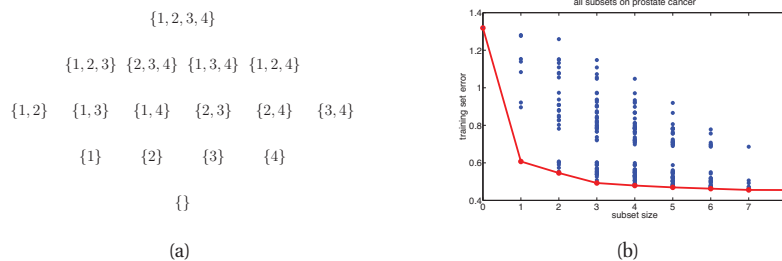 {1, 2, 3, 4}
{1, 2, 3} {2, 3, 4} {1, 3, 4} {1, 2, 4}
{1, 2} {1, 3} {1, 4} {2, 3} {2, 4} {3, 4}
{1} {2} {3} {4}
{}
(a)
all subsets on prostate cancer
1.4
1.2
1
0.8
0.6
0.4
training set error
0 1 2 3 4 5 6 7
subset size
(b)